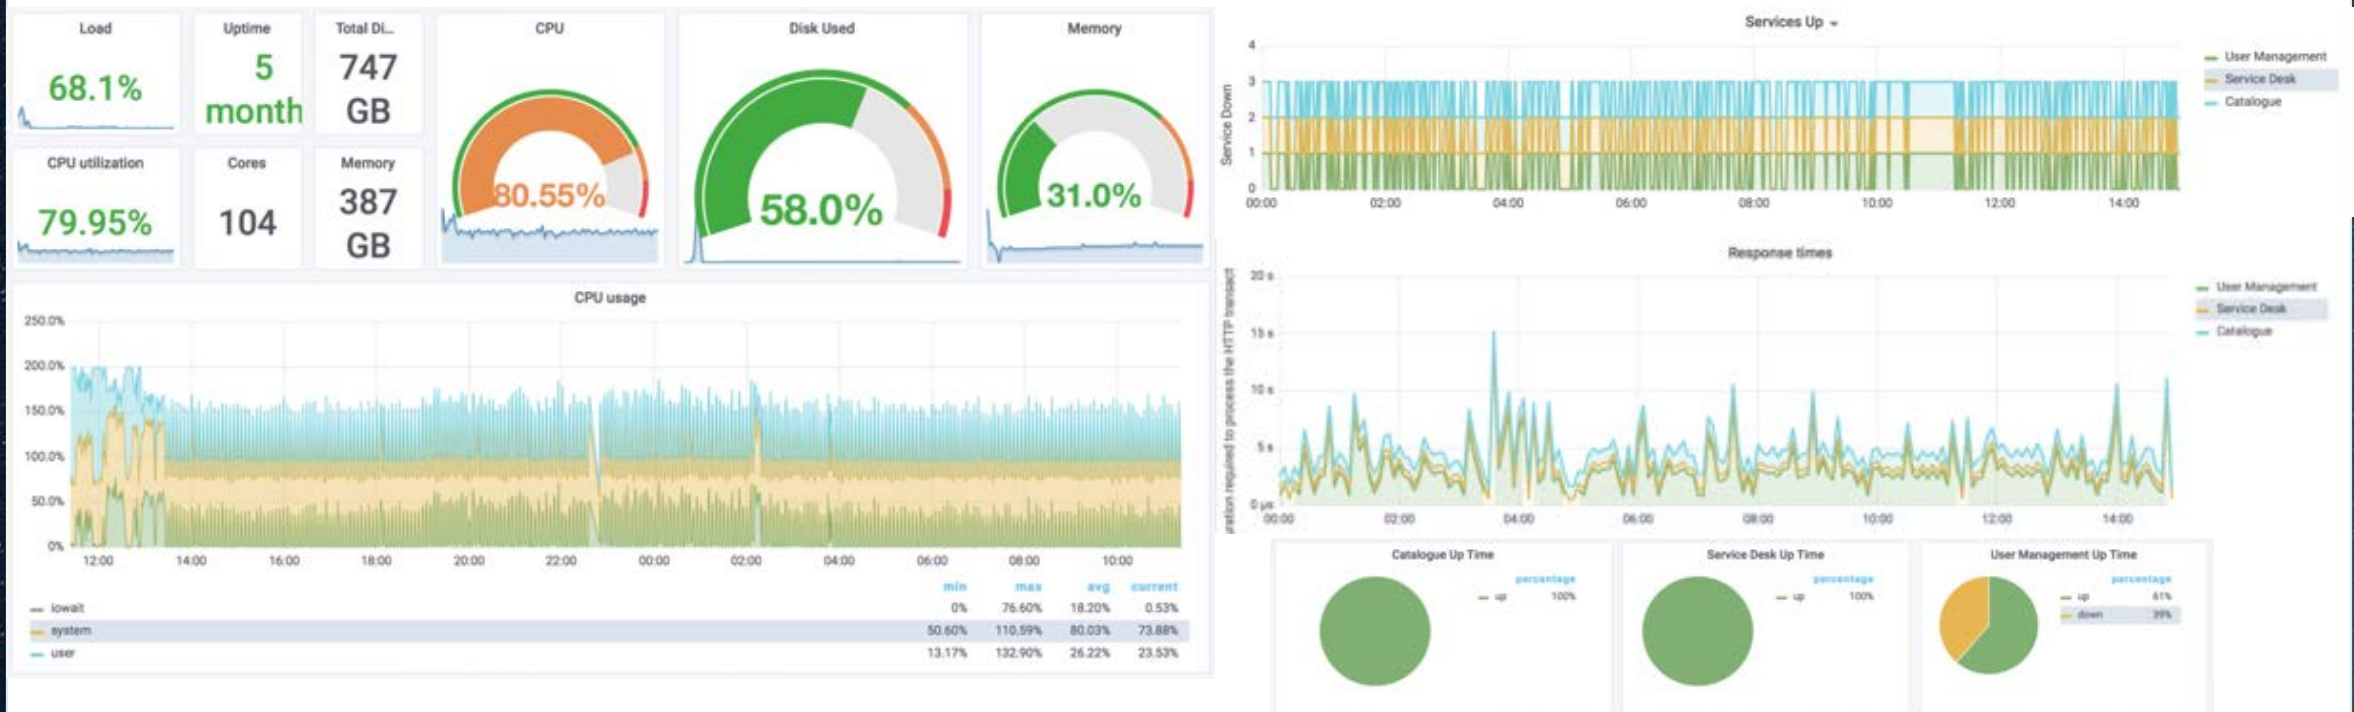 Load
68.1%
Uptime
5
month
Total Di...
747
GB
CPU
80.55%
Disk Used
58.0%
Memory
31.0%
CPU utilization
79.95%
Cores
104
Memory
387
GB
CPU usage
250.0%
200.0%
150.0%
100.0%
50.0%
0%
12:00 14:00 16:00 18:00 20:00 22:00 00:00 02:00 04:00 06:00 08:00 10:00
min max avg current
iowait 0% 76.60% 18.20% 0.53%
system 50.60% 110.59% 80.03% 73.88%
user 13.17% 132.90% 26.22% 23.53%
Services Up
Service Down
4
3
2
1
0
00:00 02:00 04:00 06:00 08:00 10:00 12:00 14:00
User Management
Service Desk
Catalogue
Response times
uration required to process the HTTP transact
20 s
15 s
10 s
5 s
0 µs
00:00 02:00 04:00 06:00 08:00 10:00 12:00 14:00
User Management
Service Desk
Catalogue
Catalogue Up Time
percentage
up 100%
Service Desk Up Time
percentage
up 100%
User Management Up Time
percentage
up 61%
down 39%